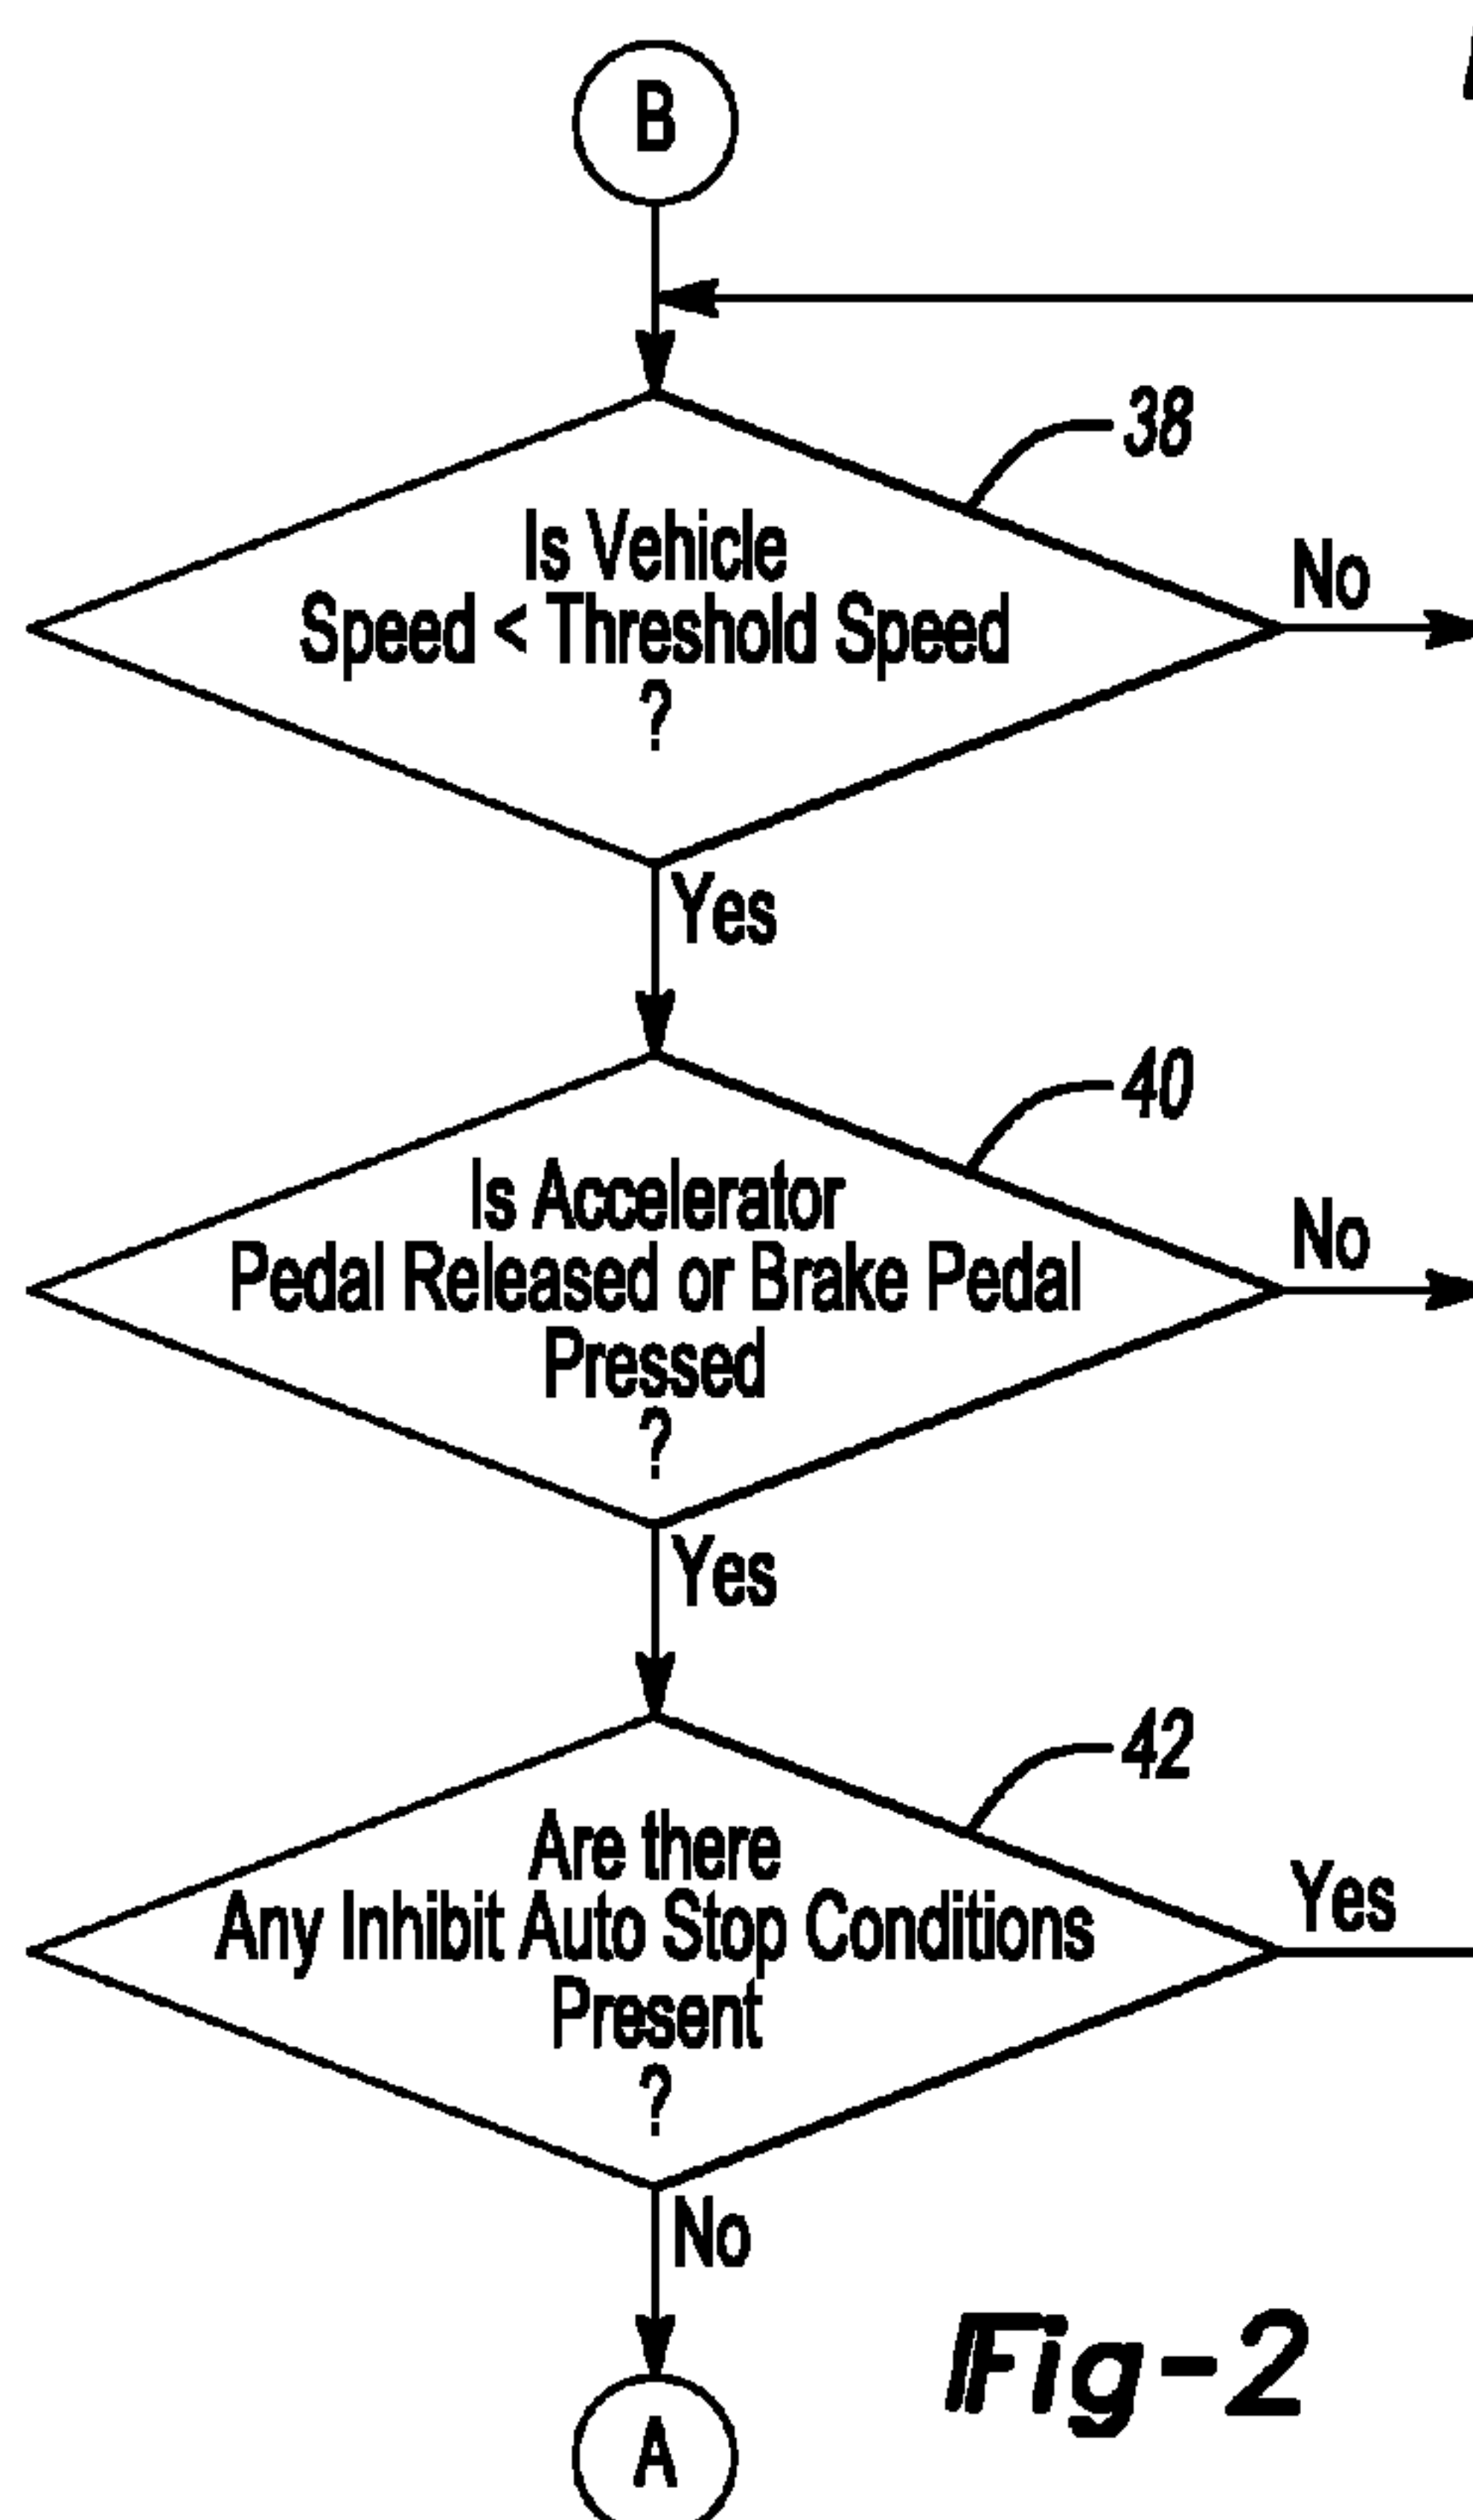 B
38
Is Vehicle
Speed < Threshold Speed
?
No
Yes
40
Is Accelerator
Pedal Released or Brake Pedal
Pressed
?
No
Yes
42
Are there
Any Inhibit Auto Stop Conditions
Present
?
Yes
No
Fig-2
A